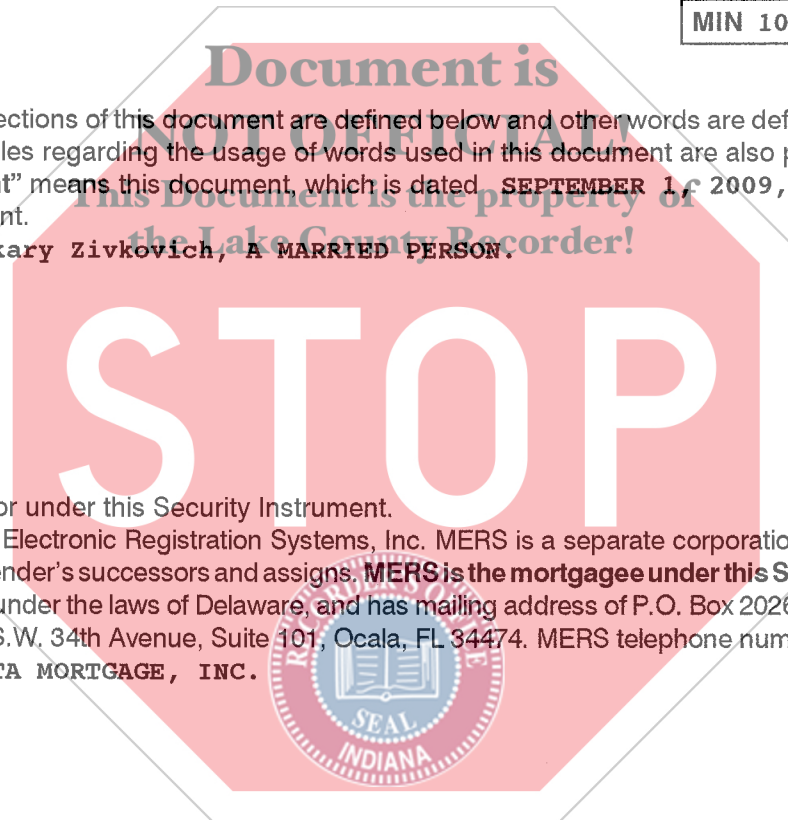 MIN 10
Document is
ections of this document are defined below and other words are def
NOT OFFICIAL!
les regarding the usage of words used in this document are also p
t” means this document, which is dated SEPTEMBER 1, 2009,
This Document is the property of
nt.
the Lake County Recorder!
kary Zivkovich, A MARRIED PERSON.
STOP
or under this Security Instrument.
Electronic Registration Systems, Inc. MERS is a separate corporatio
ender’s successors and assigns. MERS is the mortgagee under this S
under the laws of Delaware, and has mailing address of P.O. Box 2026
S.W. 34th Avenue, Suite 101, Ocala, FL 34474. MERS telephone num
TA MORTGAGE, INC.
RECORDER'S OFFICE
SEAL
INDIANA